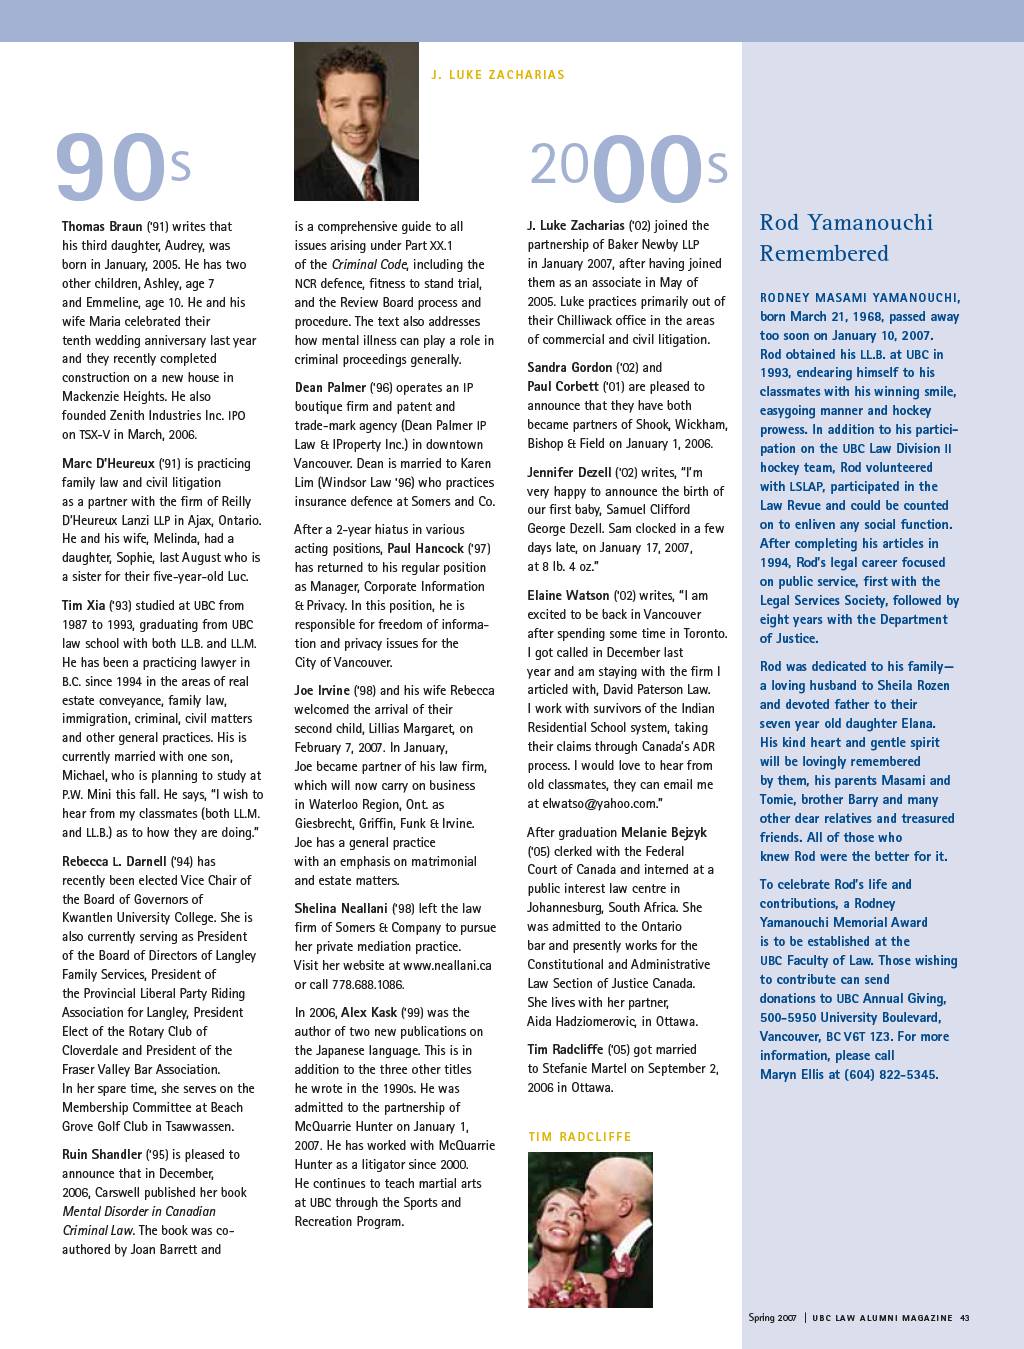 J. LUKE ZACHARIAS
90s
Thomas Braun ('91) writes that
his third daughter, Audrey, was
born in January, 2005. He has two
other children, Ashley, age 7
and Emmeline, age 10. He and his
wife Maria celebrated their
tenth wedding anniversary last year
and they recently completed
construction on a new house in
Mackenzie Heights. He also
founded Zenith Industries Inc. IPO
on TSX-V in March, 2006.
Marc D'Heureux ('91) is practicing
family law and civil litigation
as a partner with the firm of Reilly
D'Heureux Lanzi LLP in Ajax, Ontario.
He and his wife, Melinda, had a
daughter, Sophie, last August who is
a sister for their five-year-old Luc.
Tim Xia ('93) studied at UBC from
1987 to 1993, graduating from UBC
law school with both LL.B. and LL.M.
He has been a practicing lawyer in
B.C. since 1994 in the areas of real
estate conveyance, family law,
immigration, criminal, civil matters
and other general practices. His is
currently married with one son,
Michael, who is planning to study at
P.W. Mini this fall. He says, "I wish to
hear from my classmates (both LL.M.
and LL.B.) as to how they are doing."
Rebecca L. Darnell ('94) has
recently been elected Vice Chair of
the Board of Governors of
Kwantlen University College. She is
also currently serving as President
of the Board of Directors of Langley
Family Services, President of
the Provincial Liberal Party Riding
Association for Langley, President
Elect of the Rotary Club of
Cloverdale and President of the
Fraser Valley Bar Association.
In her spare time, she serves on the
Membership Committee at Beach
Grove Golf Club in Tsawwassen.
Ruin Shandler ('95) is pleased to
announce that in December,
2006, Carswell published her book
Mental Disorder in Canadian
Criminal Law. The book was co-
authored by Joan Barrett and
is a comprehensive guide to all
issues arising under Part XX.1
of the Criminal Code, including the
NCR defence, fitness to stand trial,
and the Review Board process and
procedure. The text also addresses
how mental illness can play a role in
criminal proceedings generally.
Dean Palmer ('96) operates an IP
boutique firm and patent and
trade-mark agency (Dean Palmer IP
Law & IProperty Inc.) in downtown
Vancouver. Dean is married to Karen
Lim (Windsor Law '96) who practices
insurance defence at Somers and Co.
After a 2-year hiatus in various
acting positions, Paul Hancock ('97)
has returned to his regular position
as Manager, Corporate Information
& Privacy. In this position, he is
responsible for freedom of informa-
tion and privacy issues for the
City of Vancouver.
Joe Irvine ('98) and his wife Rebecca
welcomed the arrival of their
second child, Lillias Margaret, on
February 7, 2007. In January,
Joe became partner of his law firm,
which will now carry on business
in Waterloo Region, Ont. as
Giesbrecht, Griffin, Funk & Irvine.
Joe has a general practice
with an emphasis on matrimonial
and estate matters.
Shelina Neallani ('98) left the law
firm of Somers & Company to pursue
her private mediation practice.
Visit her website at www.neallani.ca
or call 778.688.1086.
In 2006, Alex Kask ('99) was the
author of two new publications on
the Japanese language. This is in
addition to the three other titles
he wrote in the 1990s. He was
admitted to the partnership of
McQuarrie Hunter on January 1,
2007. He has worked with McQuarrie
Hunter as a litigator since 2000.
He continues to teach martial arts
at UBC through the Sports and
Recreation Program.
2000s
J. Luke Zacharias ('02) joined the
partnership of Baker Newby LLP
in January 2007, after having joined
them as an associate in May of
2005. Luke practices primarily out of
their Chilliwack office in the areas
of commercial and civil litigation.
Sandra Gordon ('02) and
Paul Corbett ('01) are pleased to
announce that they have both
became partners of Shook, Wickham,
Bishop & Field on January 1, 2006.
Jennifer Dezell ('02) writes, "I'm
very happy to announce the birth of
our first baby, Samuel Clifford
George Dezell. Sam clocked in a few
days late, on January 17, 2007,
at 8 lb. 4 oz."
Elaine Watson ('02) writes, "I am
excited to be back in Vancouver
after spending some time in Toronto.
I got called in December last
year and am staying with the firm I
articled with, David Paterson Law.
I work with survivors of the Indian
Residential School system, taking
their claims through Canada's ADR
process. I would love to hear from
old classmates, they can email me
at elwatso@yahoo.com."
After graduation Melanie Bejzyk
('05) clerked with the Federal
Court of Canada and interned at a
public interest law centre in
Johannesburg, South Africa. She
was admitted to the Ontario
bar and presently works for the
Constitutional and Administrative
Law Section of Justice Canada.
She lives with her partner,
Aida Hadziomerovic, in Ottawa.
Tim Radcliffe ('05) got married
to Stefanie Martel on September 2,
2006 in Ottawa.
TIM RADCLIFFE
Rod Yamanouchi
Remembered
RODNEY MASAMI YAMANOUCHI,
born March 21, 1968, passed away
too soon on January 10, 2007.
Rod obtained his LL.B. at UBC in
1993, endearing himself to his
classmates with his winning smile,
easygoing manner and hockey
prowess. In addition to his partici-
pation on the UBC Law Division II
hockey team, Rod volunteered
with LSLAP, participated in the
Law Revue and could be counted
on to enliven any social function.
After completing his articles in
1994, Rod's legal career focused
on public service, first with the
Legal Services Society, followed by
eight years with the Department
of Justice.
Rod was dedicated to his family—
a loving husband to Sheila Rozen
and devoted father to their
seven year old daughter Elana.
His kind heart and gentle spirit
will be lovingly remembered
by them, his parents Masami and
Tomie, brother Barry and many
other dear relatives and treasured
friends. All of those who
knew Rod were the better for it.
To celebrate Rod's life and
contributions, a Rodney
Yamanouchi Memorial Award
is to be established at the
UBC Faculty of Law. Those wishing
to contribute can send
donations to UBC Annual Giving,
500-5950 University Boulevard,
Vancouver, BC V6T 1Z3. For more
information, please call
Maryn Ellis at (604) 822-5345.
Spring 2007 | UBC LAW ALUMNI MAGAZINE 43